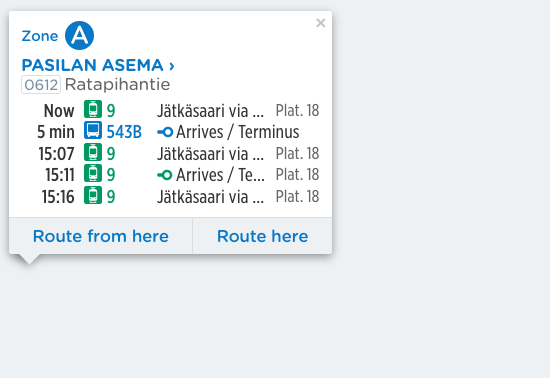 Zone A
PASILAN ASEMA ›
0612 Ratapihantie
Now 9 Jätkäsaari via ... Plat. 18
5 min 543B Arrives / Terminus
15:07 9 Jätkäsaari via ... Plat. 18
15:11 9 Arrives / Te... Plat. 18
15:16 9 Jätkäsaari via ... Plat. 18
Route from here Route here